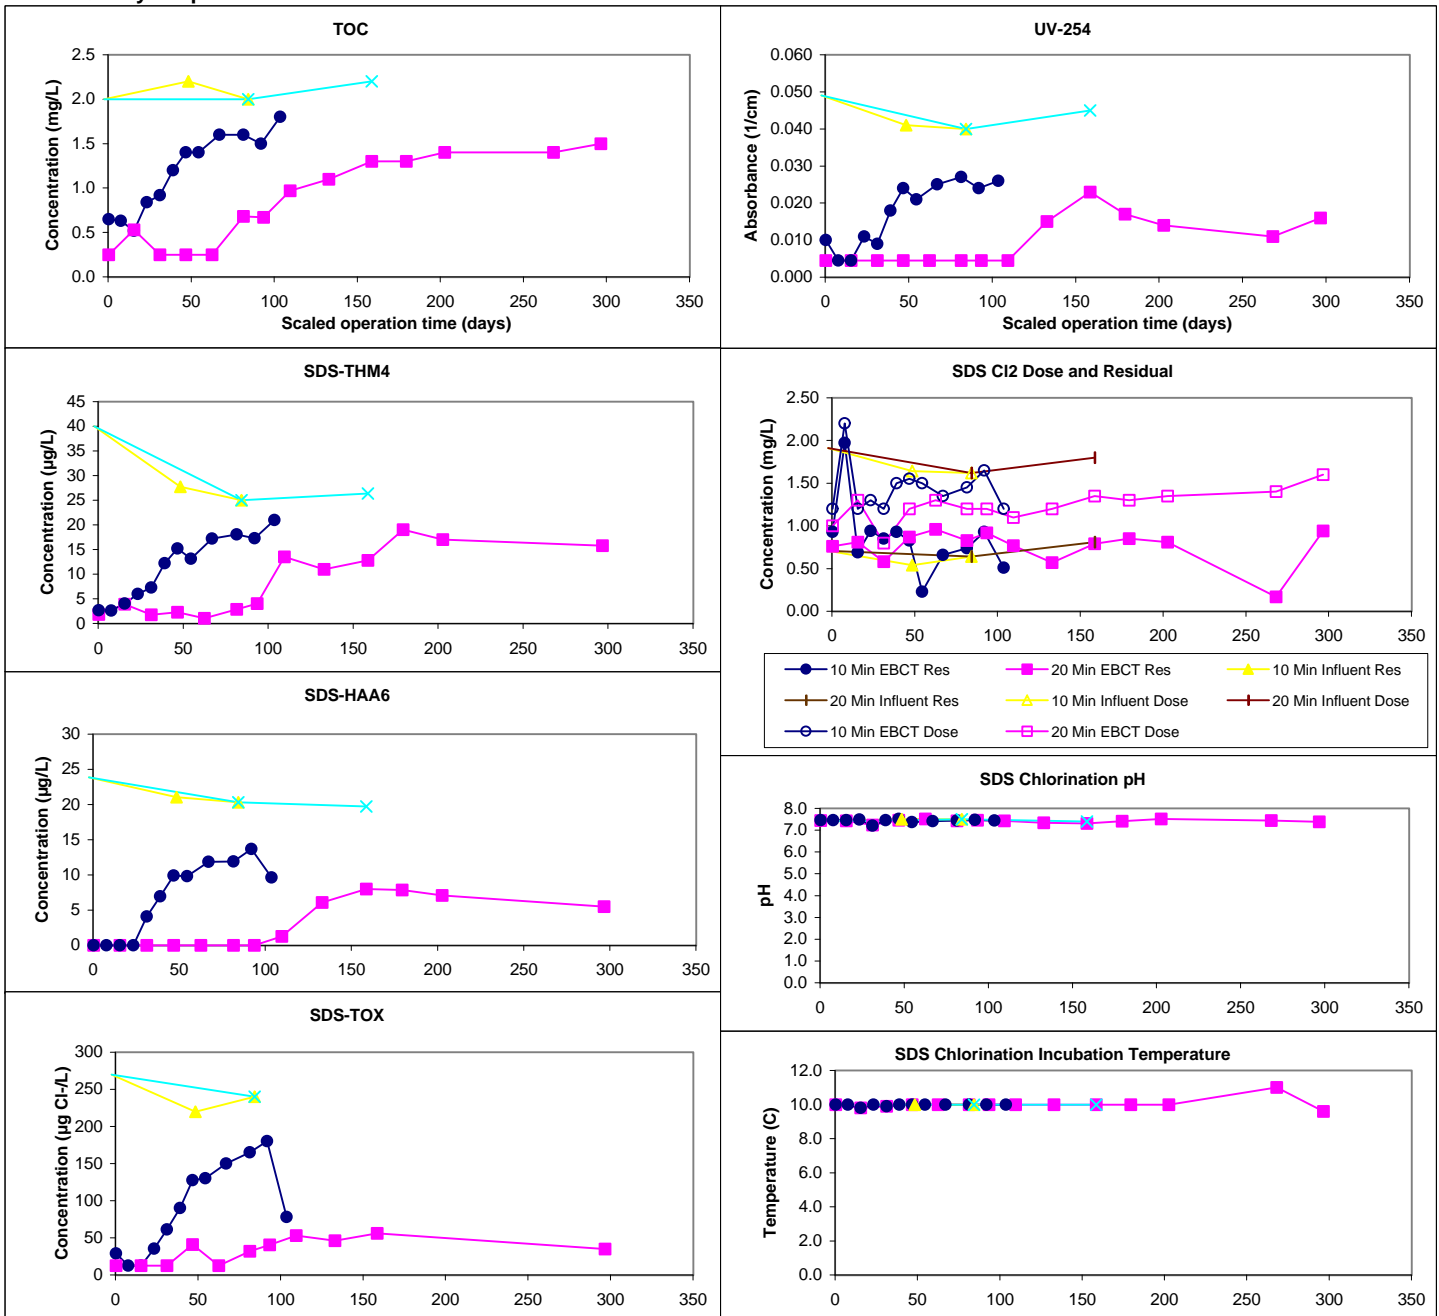 TOC
Concentration (mg/L)
2.5
2.0
1.5
1.0
0.5
0.0
0 50 100 150 200 250 300 350
Scaled operation time (days)
UV-254
Absorbance (1/cm)
0.060
0.050
0.040
0.030
0.020
0.010
0.000
0 50 100 150 200 250 300 350
Scaled operation time (days)
SDS-THM4
Concentration (µg/L)
45
40
35
30
25
20
15
10
5
0
0 50 100 150 200 250 300 350
SDS Cl2 Dose and Residual
Concentration (mg/L)
2.50
2.00
1.50
1.00
0.50
0.00
0 50 100 150 200 250 300 350
10 Min EBCT Res 20 Min EBCT Res 10 Min Influent Res
20 Min Influent Res 10 Min Influent Dose 20 Min Influent Dose
10 Min EBCT Dose 20 Min EBCT Dose
SDS-HAA6
Concentration (µg/L)
30
25
20
15
10
5
0
0 50 100 150 200 250 300 350
SDS Chlorination pH
pH
8.0
7.0
6.0
5.0
4.0
3.0
2.0
1.0
0.0
0 50 100 150 200 250 300 350
SDS-TOX
Concentration (µg Cl-/L)
300
250
200
150
100
50
0
0 50 100 150 200 250 300 350
SDS Chlorination Incubation Temperature
Temperature (C)
12.0
10.0
8.0
6.0
4.0
2.0
0.0
0 50 100 150 200 250 300 350